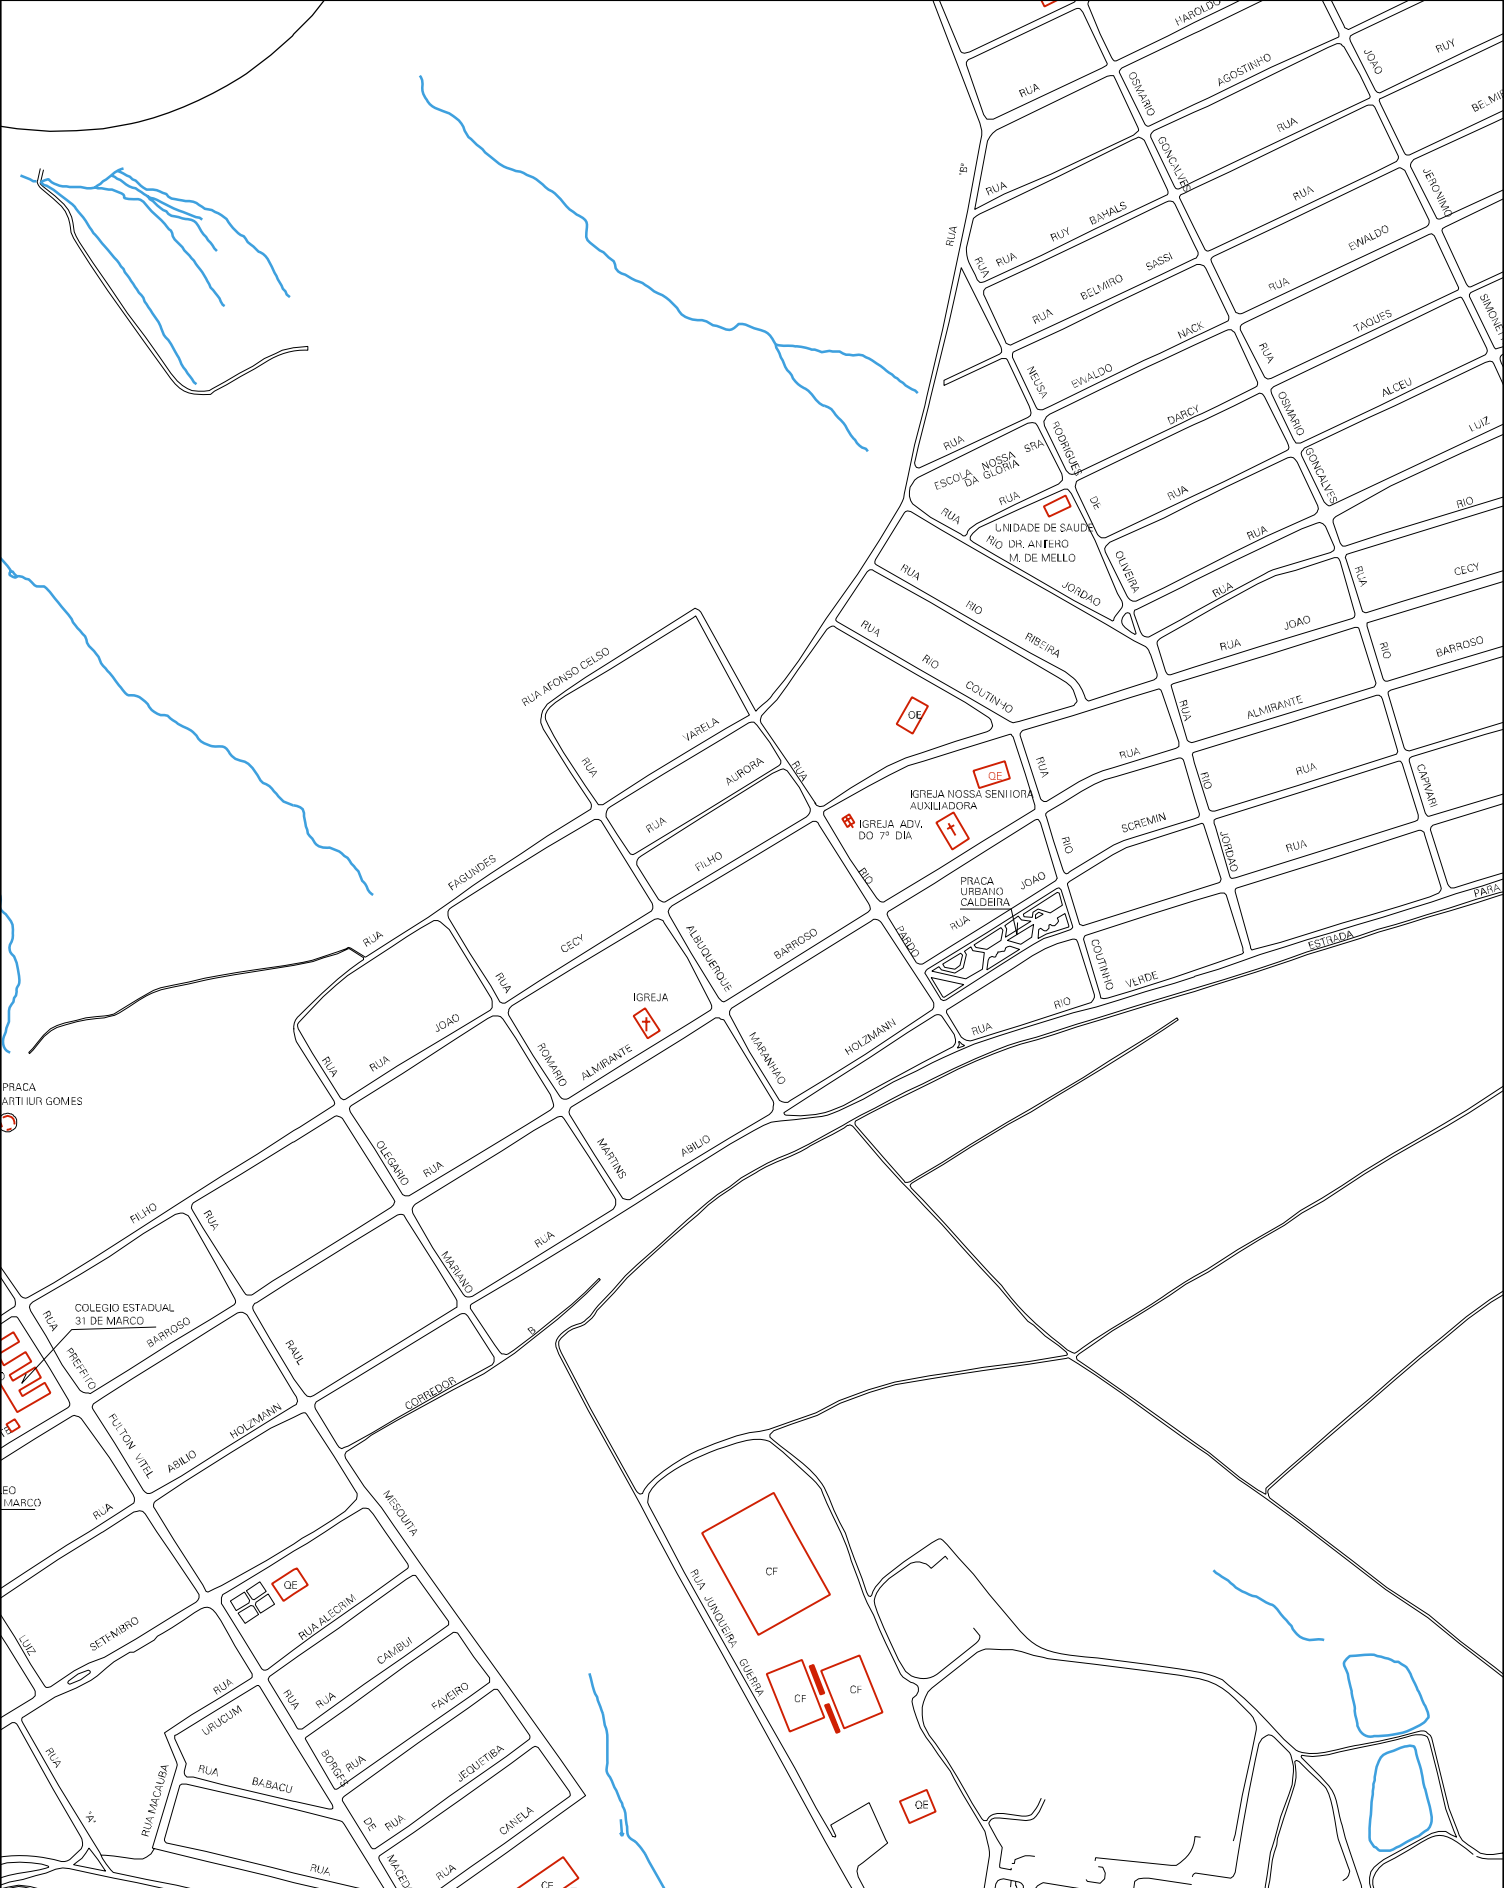 HAROLDO
RUY
JOAO
AGOSTINHO
OSMARIO
RUA
BELMI
RUA
GONCALVES
"B"
RUA
RUA
JERONIMO
RUA
BAHALS
RUY
RUA
RUA
EWALDO
SASSI
BELMIRO
RUA
RUA
SIMONET
TAQUES
NACK
RUA
EWALDO
NEUSA
ALCEU
DARCY
OSMARIO
LUIZ
RUA
RODRIGUES
ESCOLA NOSSA SRA
DA GLORIA
GONCALVES
RUA
RUA
DE
RIO
RUA
UNIDADE DE SAUDE
DR. ANTERO
M. DE MELLO
RIO
RUA
OLIVEIRA
RUA
CECY
RUA
JORDAO
RUA
RIO
RUA
JOAO
RUA
BARROSO
RIO
RIBEIRA
RIO
COUTINHO
RUA AFONSO CELSO
OE
RUA
ALMIRANTE
VARELA
RUA
AURORA
RUA
RUA
RUA
QE
RIO
RUA
CAPIVARI
IGREJA NOSSA SENHORA
AUXILIADORA
IGREJA ADV.
DO 7º DIA
RUA
SCREMIN
RIO
JORDAO
RUA
FILHO
FAGUNDES
RIO
PRACA
URBANO
CALDEIRA
JOAO
RUA
PARA
ESTRADA
RUA
CECY
ALBUQUERQUE
BARROSO
PARDO
COUTINHO
VERDE
RUA
IGREJA
RIO
RUA
JOAO
RUA
RUA
ROMARIO
ALMIRANTE
MARANHAO
HOLZMANN
PRACA
ARTHUR GOMES
OLEGARIO
RUA
MARTINS
ABILIO
FILHO
RUA
RUA
MARIANO
COLEGIO ESTADUAL
31 DE MARCO
RUA
BARROSO
PREFEITO
RAUL
B
CORREDOR
HOLZMANN
ABILIO
FULTON VITEL
EO
MARCO
RUA
MESQUITA
CF
QE
RUA JUNQUEIRA GUERRA
RUA ALECRIM
SETEMBRO
LUIZ
CAMBUI
RUA
RUA
RUA
FAVEIRO
CF
CF
URUCUM
RUA
BORGES
RUA
JEQUETIBA
RUA
BABACU
RUA MACAUBA
"A"
DE
RUA
CANELA
QE
MACED
RUA
RUA
CF